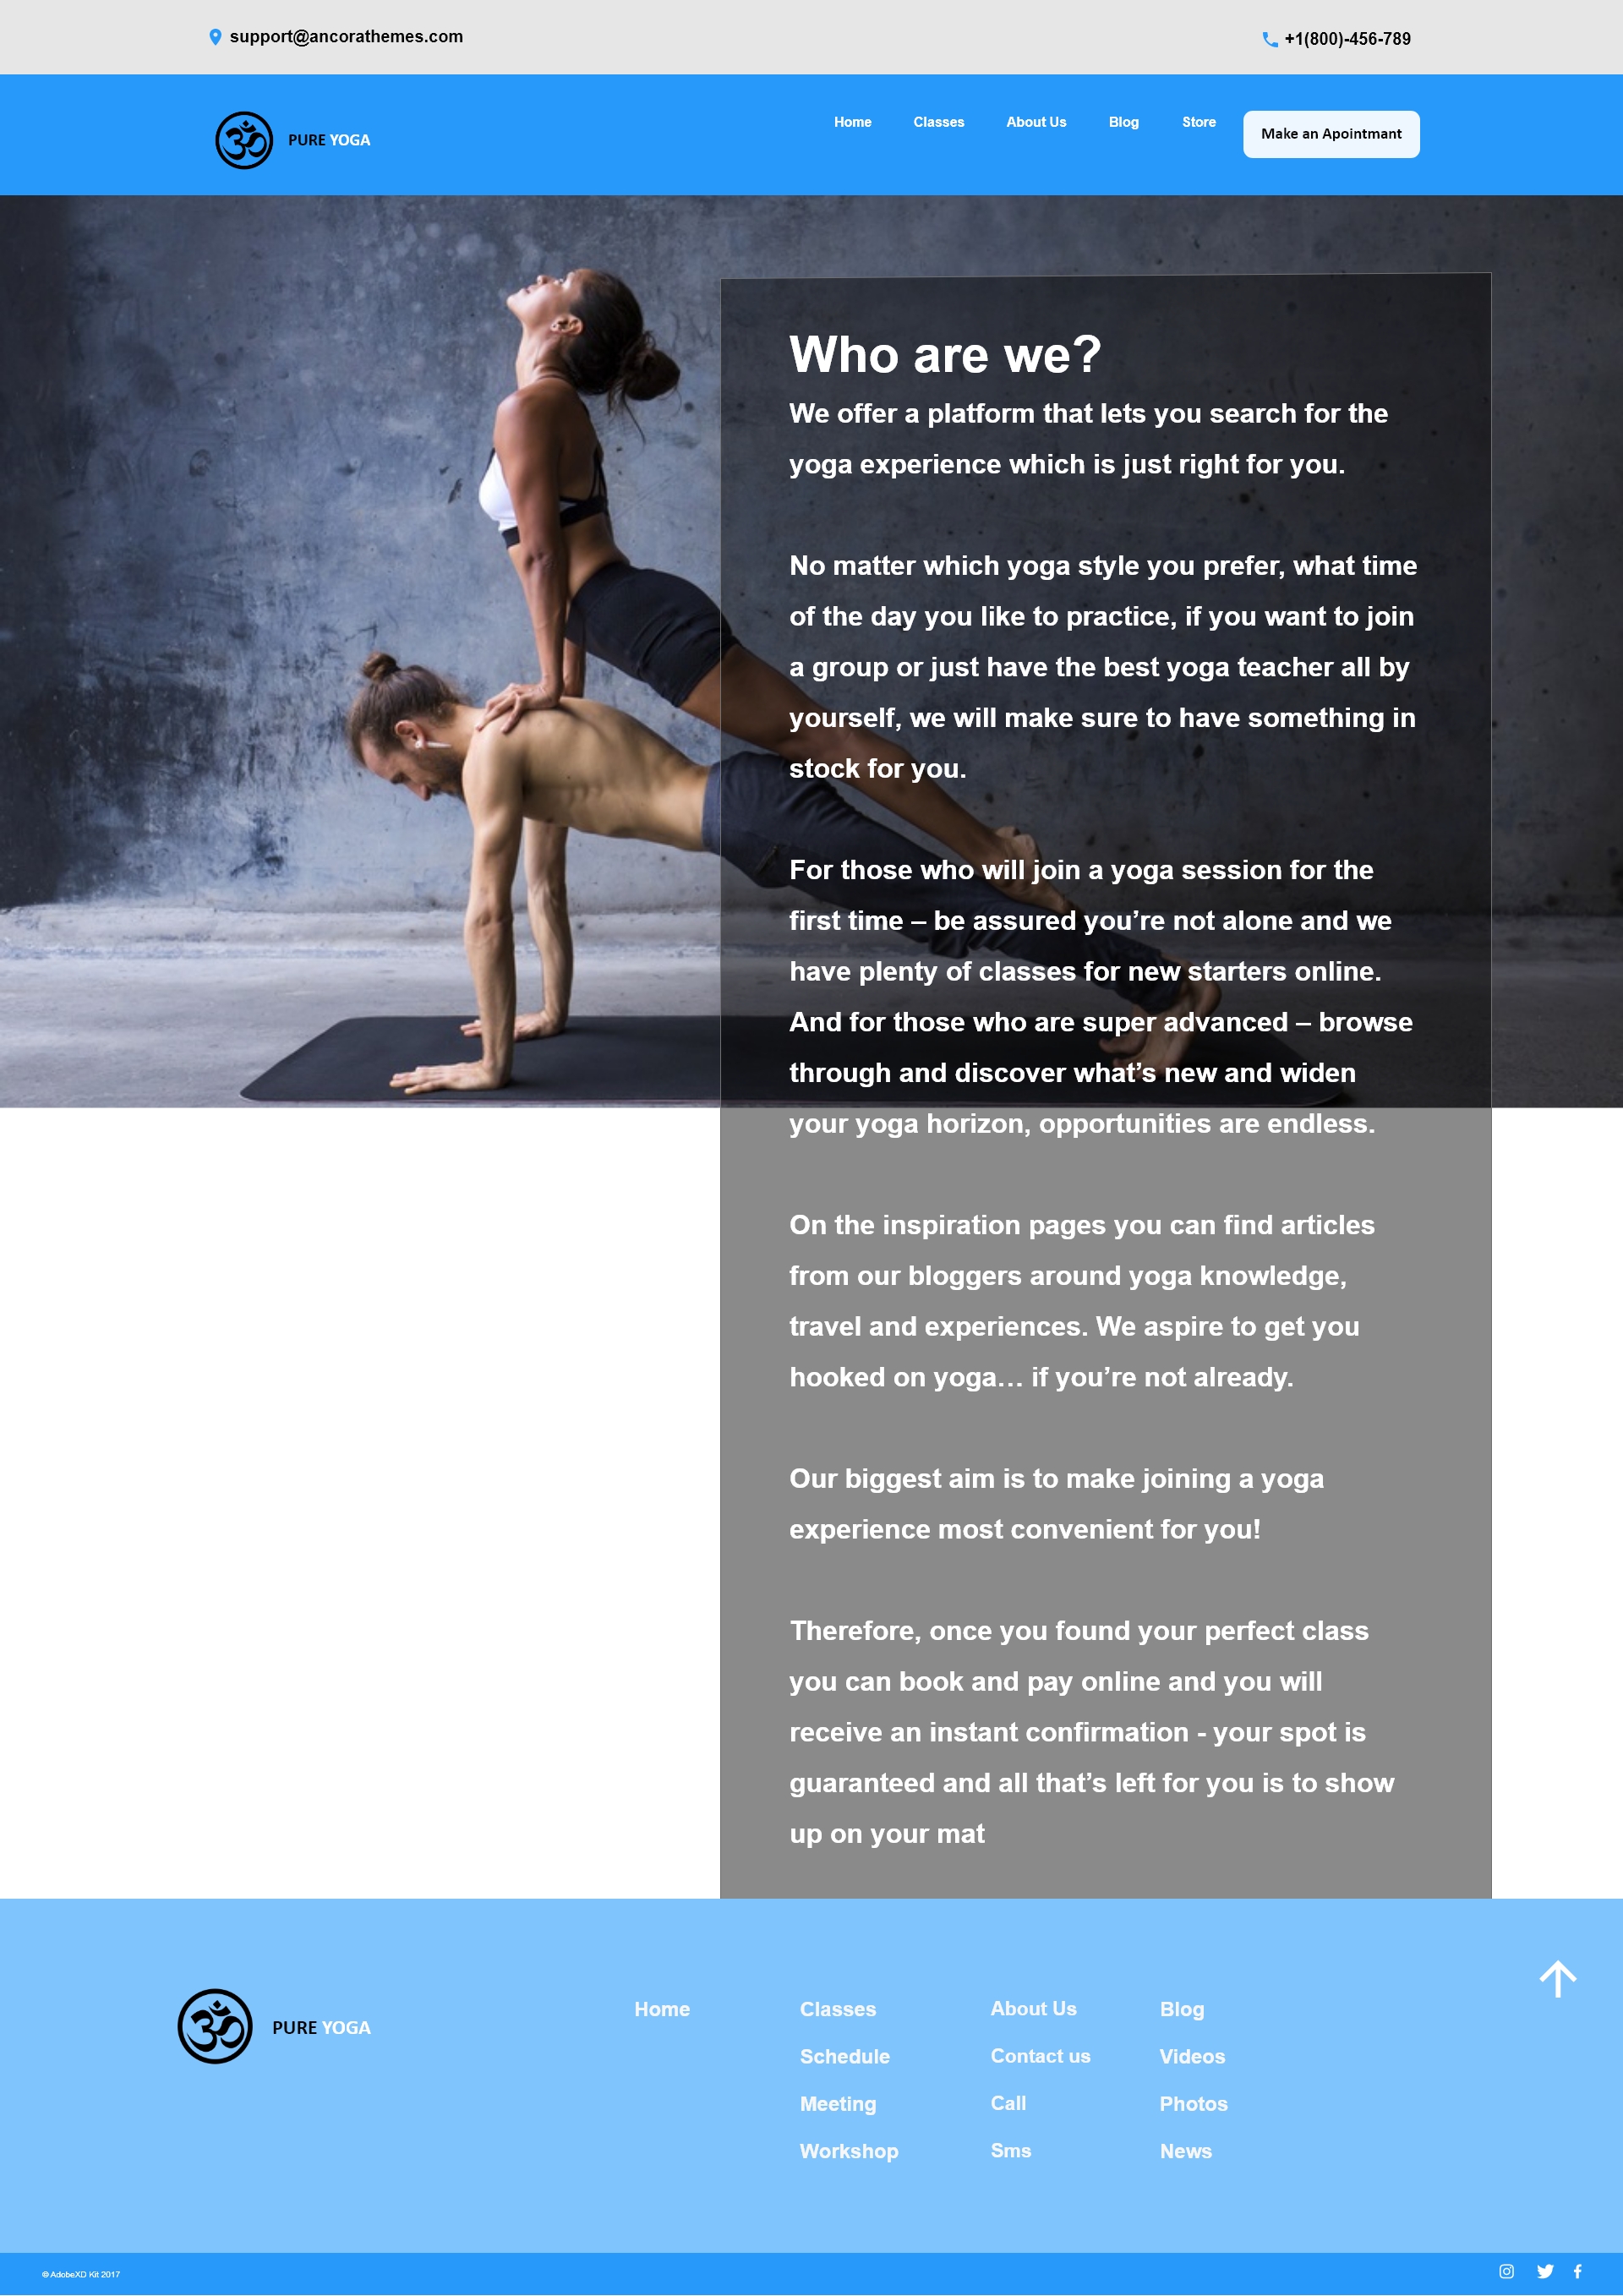 support@ancorathemes.com
+1(800)-456-789
PURE YOGA
Home
Classes
About Us
Blog
Store
Make an Apointmant
Who are we?
We offer a platform that lets you search for the
yoga experience which is just right for you.
No matter which yoga style you prefer, what time
of the day you like to practice, if you want to join
a group or just have the best yoga teacher all by
yourself, we will make sure to have something in
stock for you.
For those who will join a yoga session for the
first time – be assured you’re not alone and we
have plenty of classes for new starters online.
And for those who are super advanced – browse
through and discover what’s new and widen
your yoga horizon, opportunities are endless.
On the inspiration pages you can find articles
from our bloggers around yoga knowledge,
travel and experiences. We aspire to get you
hooked on yoga… if you’re not already.
Our biggest aim is to make joining a yoga
experience most convenient for you!
Therefore, once you found your perfect class
you can book and pay online and you will
receive an instant confirmation - your spot is
guaranteed and all that’s left for you is to show
up on your mat
PURE YOGA
Home
Classes
Schedule
Meeting
Workshop
About Us
Contact us
Call
Sms
Blog
Videos
Photos
News
© AdobeXD Kit 2017